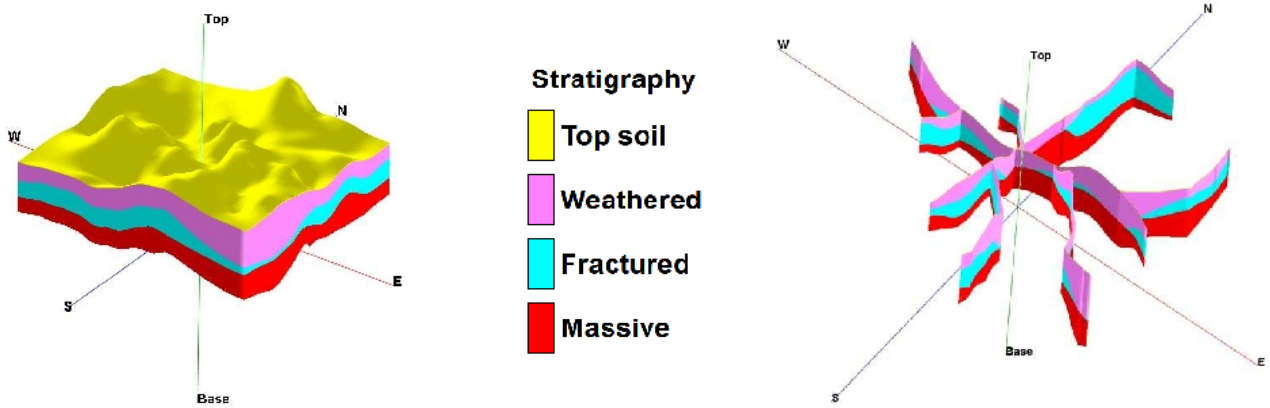 Top
N
W
E
S
Base
Stratigraphy
Top soil
Weathered
Fractured
Massive
N
W
Top
Base
E
S